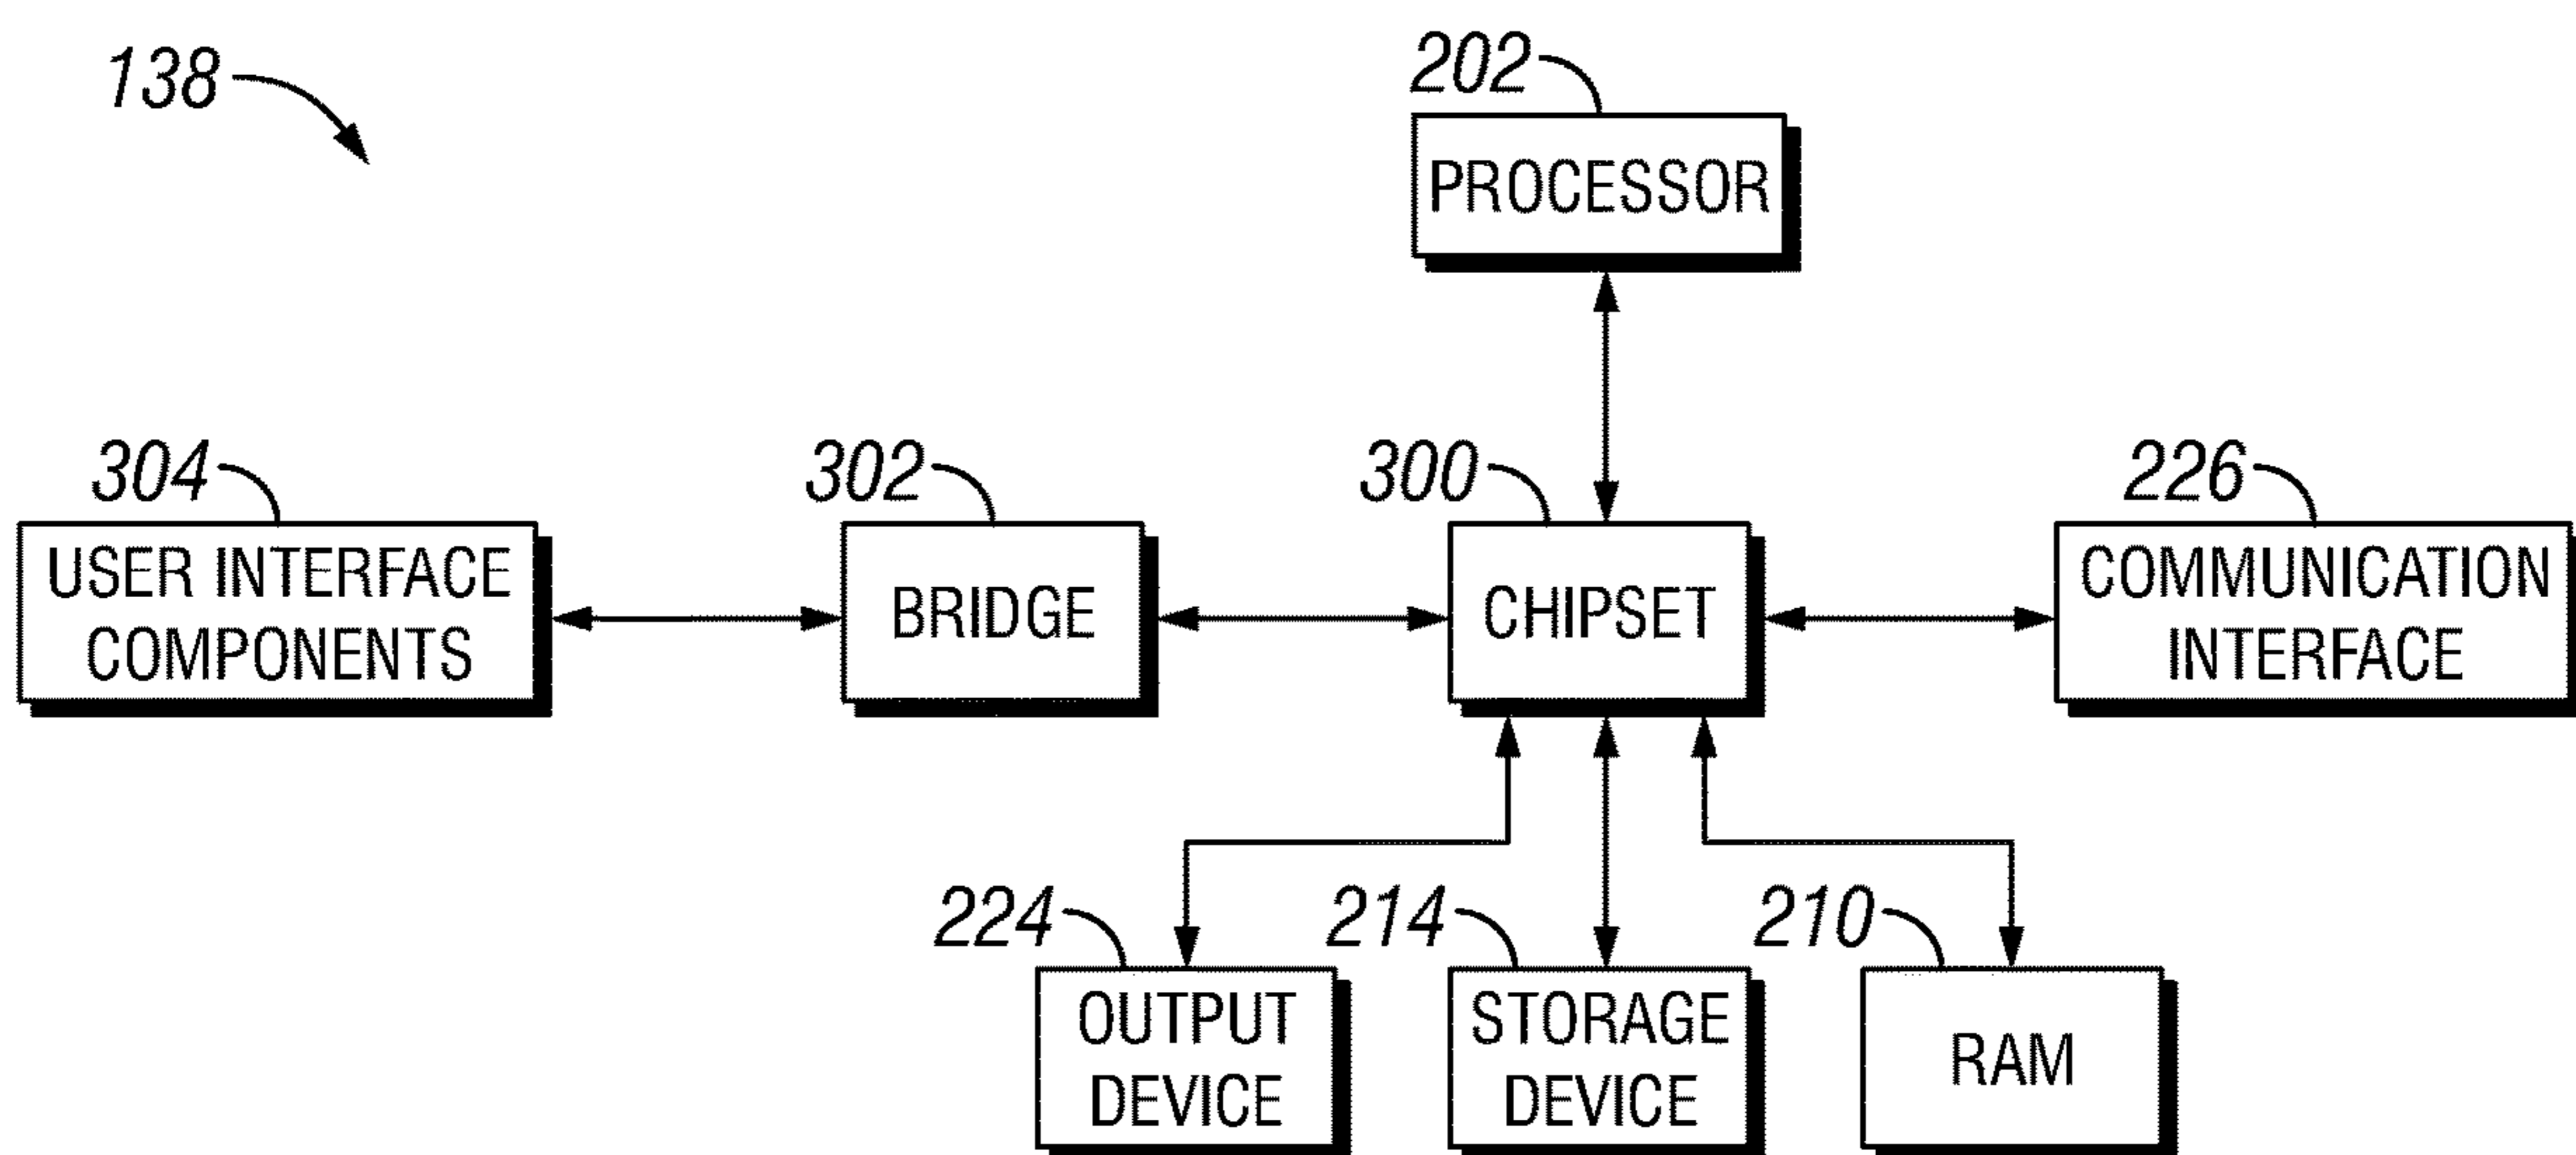 138
202
PROCESSOR
304
302
300
226
USER INTERFACE
COMPONENTS
BRIDGE
CHIPSET
COMMUNICATION
INTERFACE
224
214
210
OUTPUT
DEVICE
STORAGE
DEVICE
RAM